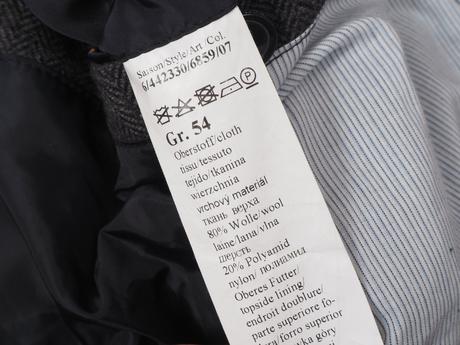 Saison/Style/Art./Col.
6/442330/6859/07
Gr. 54
Oberstoff/cloth
tissu/tessuto
tejido/tkanina
wierzchnia
vrchový materiál
ткань верха
80% Wolle/wool
laine/lana/vlna
шерсть
20% Polyamid
nylon/ полиамид
Oberes Futter/
topside lining/
endroit doublure/
parte superiore fo-
forro superior
wka góry